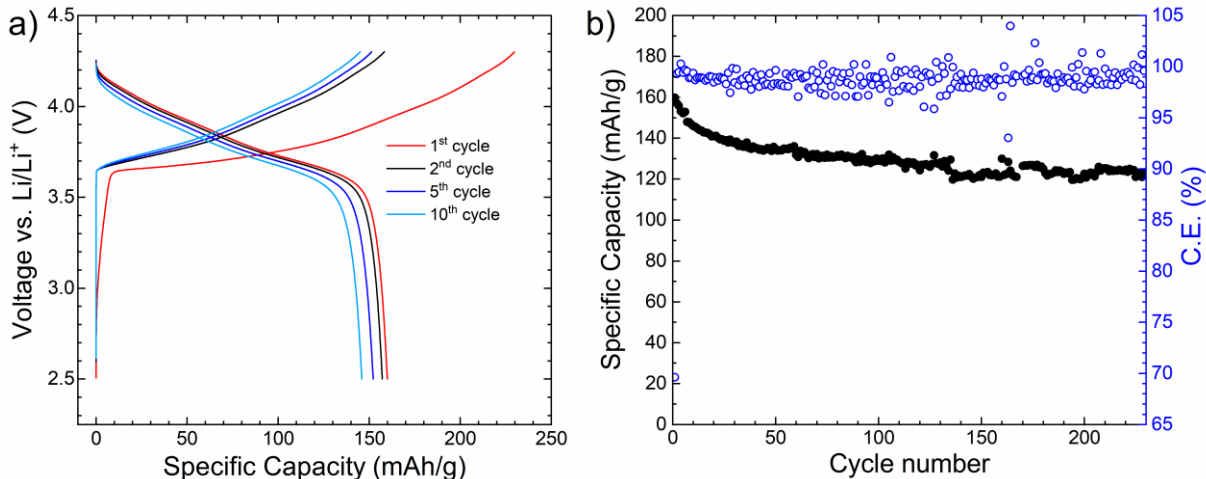 a)
4.5
4.0
3.5
3.0
2.5
Voltage vs. Li/Li⁺ (V)
1ˢᵗ cycle
2ⁿᵈ cycle
5ᵗʰ cycle
10ᵗʰ cycle
0 50 100 150 200 250
Specific Capacity (mAh/g)
b)
200
180
160
140
120
100
80
60
40
20
0
Specific Capacity (mAh/g)
105
100
95
90
85
80
75
70
65
C.E. (%)
0 50 100 150 200
Cycle number